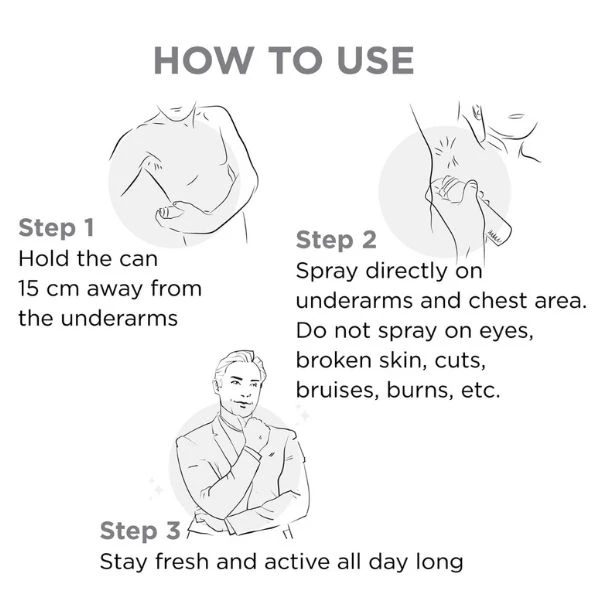 HOW TO USE
Step 1
Hold the can
15 cm away from
the underarms
Step 2
Spray directly on
underarms and chest area.
Do not spray on eyes,
broken skin, cuts,
bruises, burns, etc.
Step 3
Stay fresh and active all day long